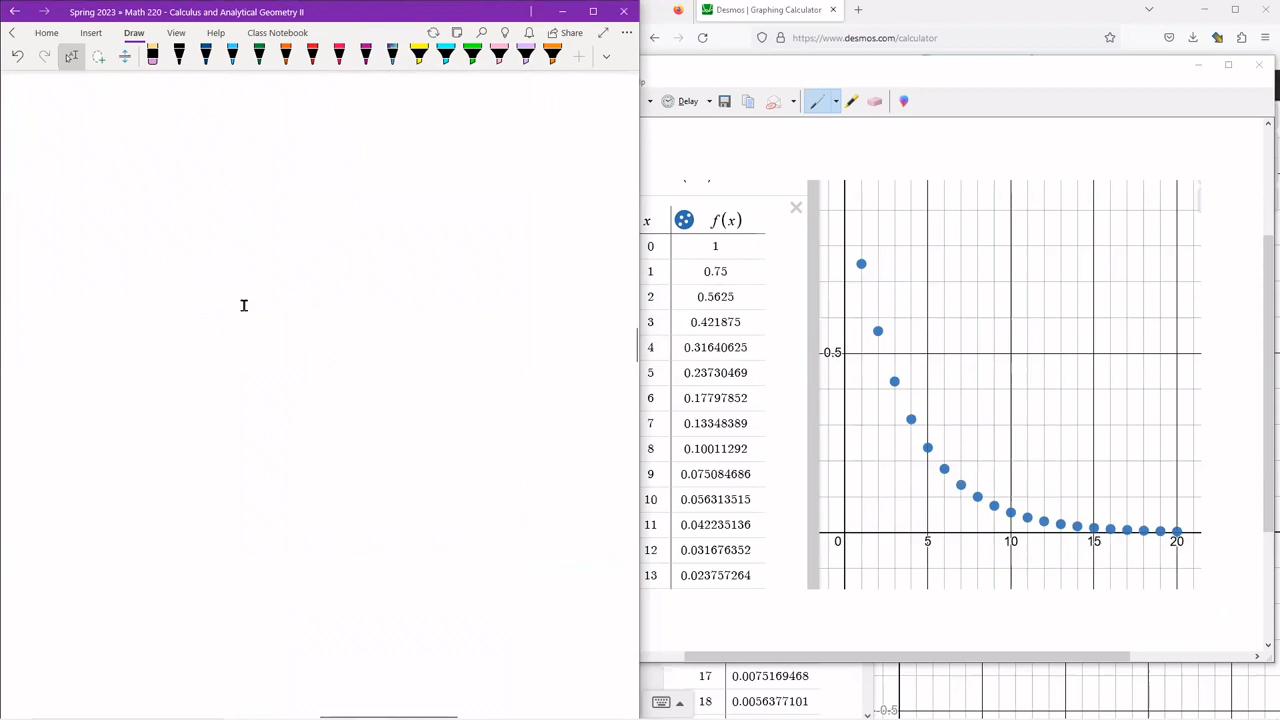 Spring 2023 » Math 220 - Calculus and Analytical Geometry II
Home Insert Draw View Help Class Notebook Share
Desmos | Graphing Calculator
https://www.desmos.com/calculator
Delay
x f(x)
0 1
1 0.75
2 0.5625
3 0.421875
4 0.31640625
5 0.23730469
6 0.17797852
7 0.13348389
8 0.10011292
9 0.075084686
10 0.056313515
11 0.042235136
12 0.031676352
13 0.023757264
0.5
0 5 10 15 20
17 0.0075169468
18 0.0056377101
-0.5